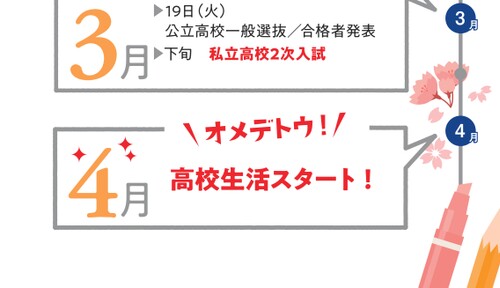 3月
▶19日(火)
公立高校一般選抜／合格者発表
▶下旬 私立高校2次入試
3月
オメデトウ!
4月
高校生活スタート！
4月